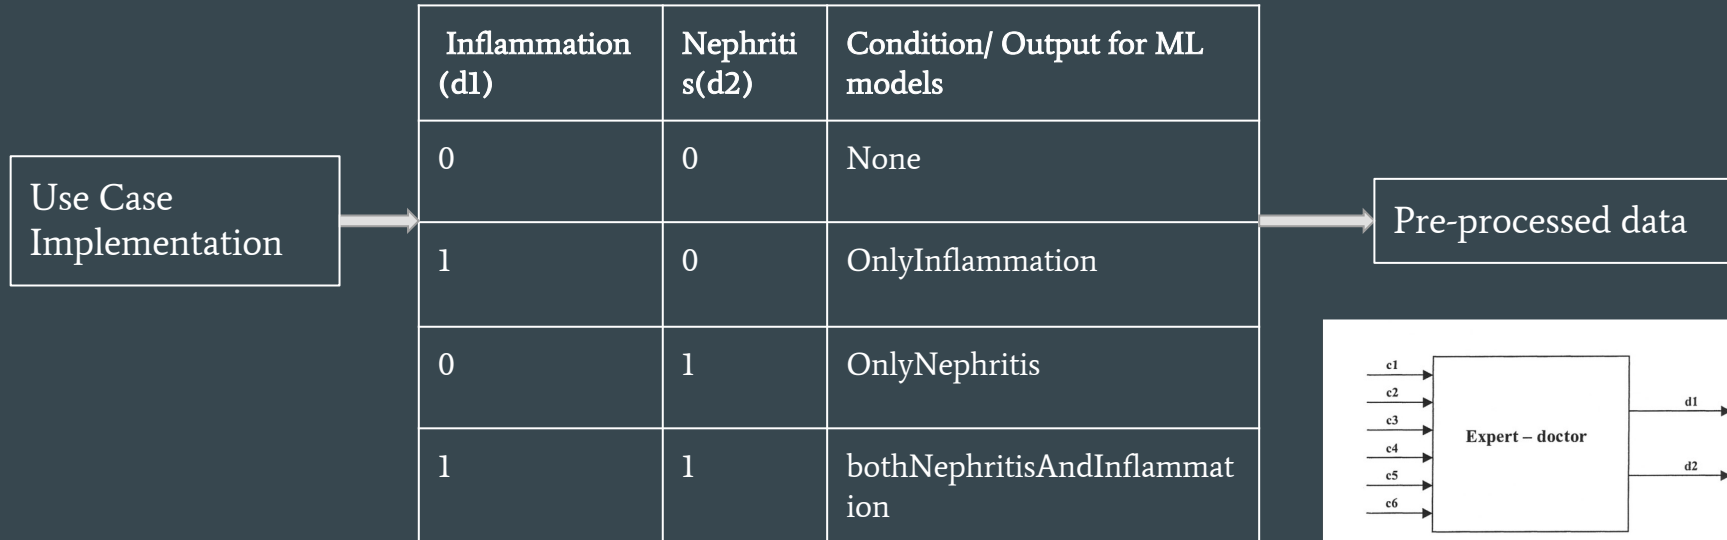 Use Case
Implementation
Inflammation
(d1)
Nephriti
s(d2)
Condition/ Output for ML
models
0
0
None
1
0
OnlyInflammation
0
1
OnlyNephritis
1
1
bothNephritisAndInflammat
ion
Pre-processed data
c1
c2
c3
c4
c5
c6
Expert – doctor
d1
d2